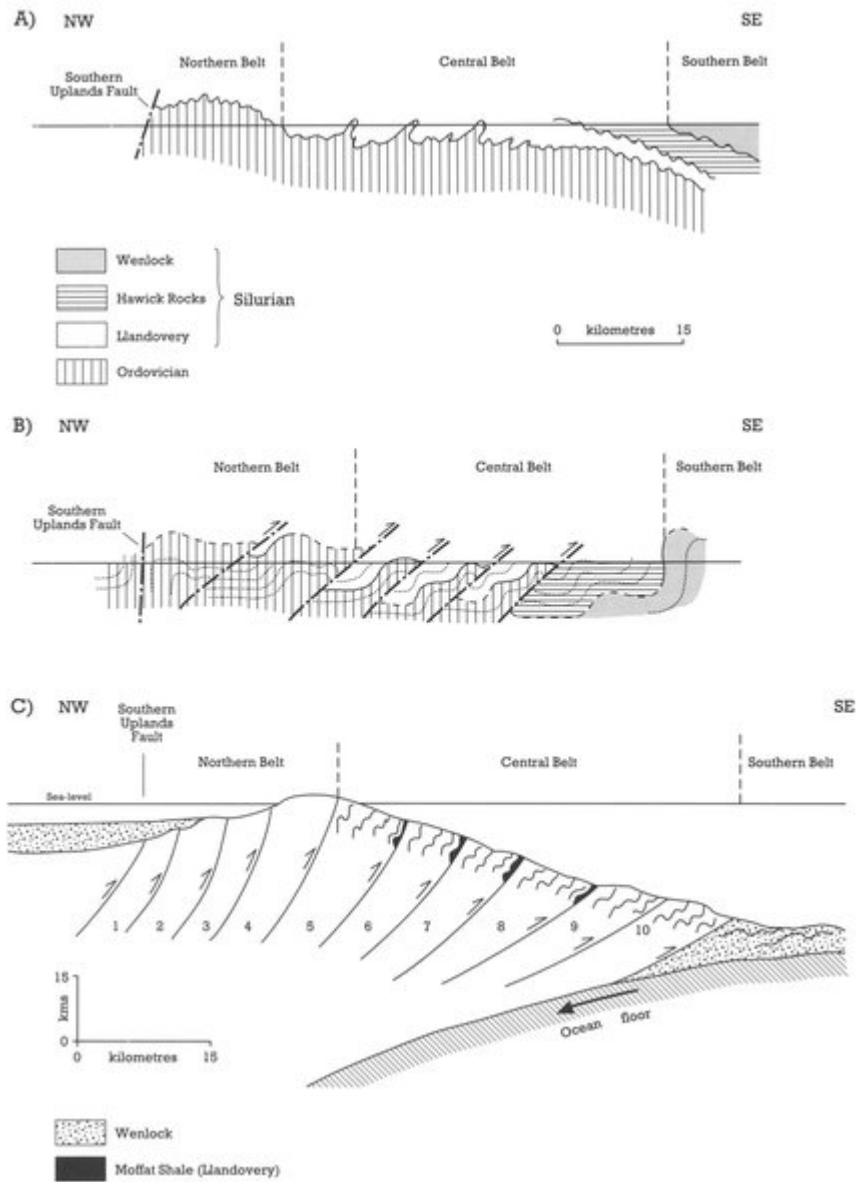 A) NW SE
Northern Belt Central Belt Southern Belt
Southern
Uplands Fault
Wenlock
Hawick Rocks
Silurian
Llandovery
Ordovician
0 kilometres 15
B) NW SE
Northern Belt Central Belt Southern Belt
Southern
Uplands Fault
C) NW SE
Southern
Uplands
Fault
Northern Belt Central Belt Southern Belt
Sea-level
1 2 3 4 5 6 7 8 9 10
15
kms
0
0 kilometres 15
Ocean floor
Wenlock
Moffat Shale (Llandovery)